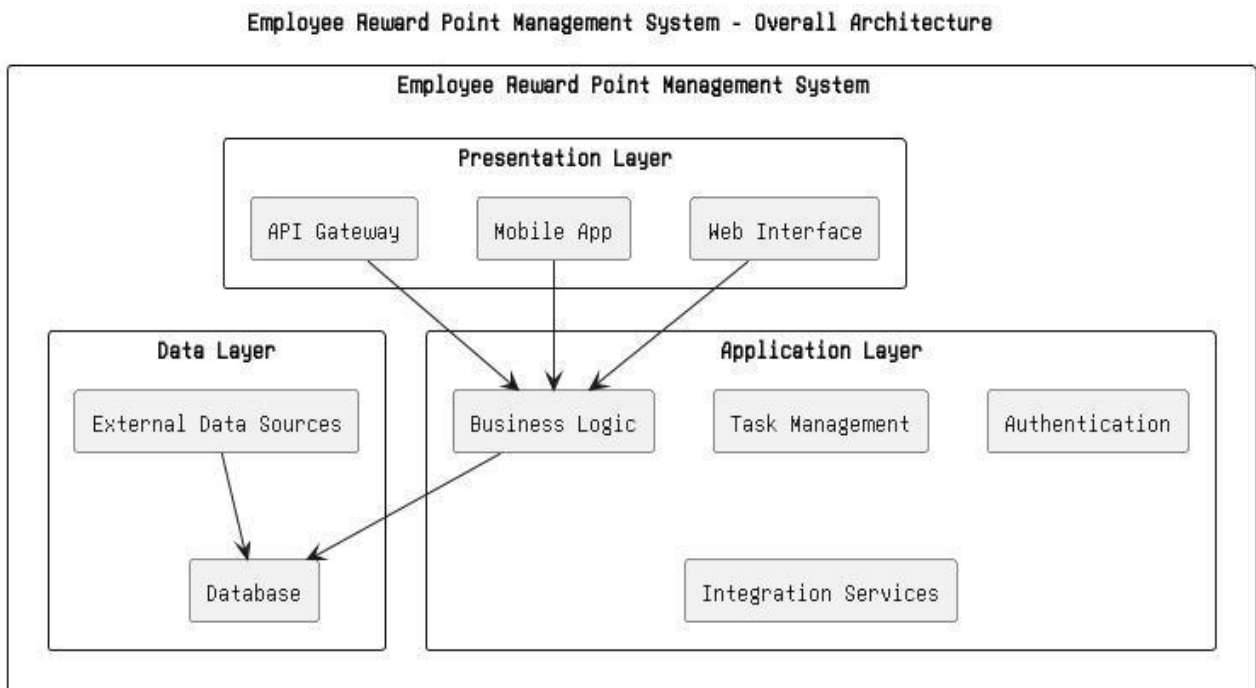 Employee Reward Point Management System - Overall Architecture
Employee Reward Point Management System
Presentation Layer
API Gateway
Mobile App
Web Interface
Data Layer
Application Layer
External Data Sources
Business Logic
Task Management
Authentication
Database
Integration Services